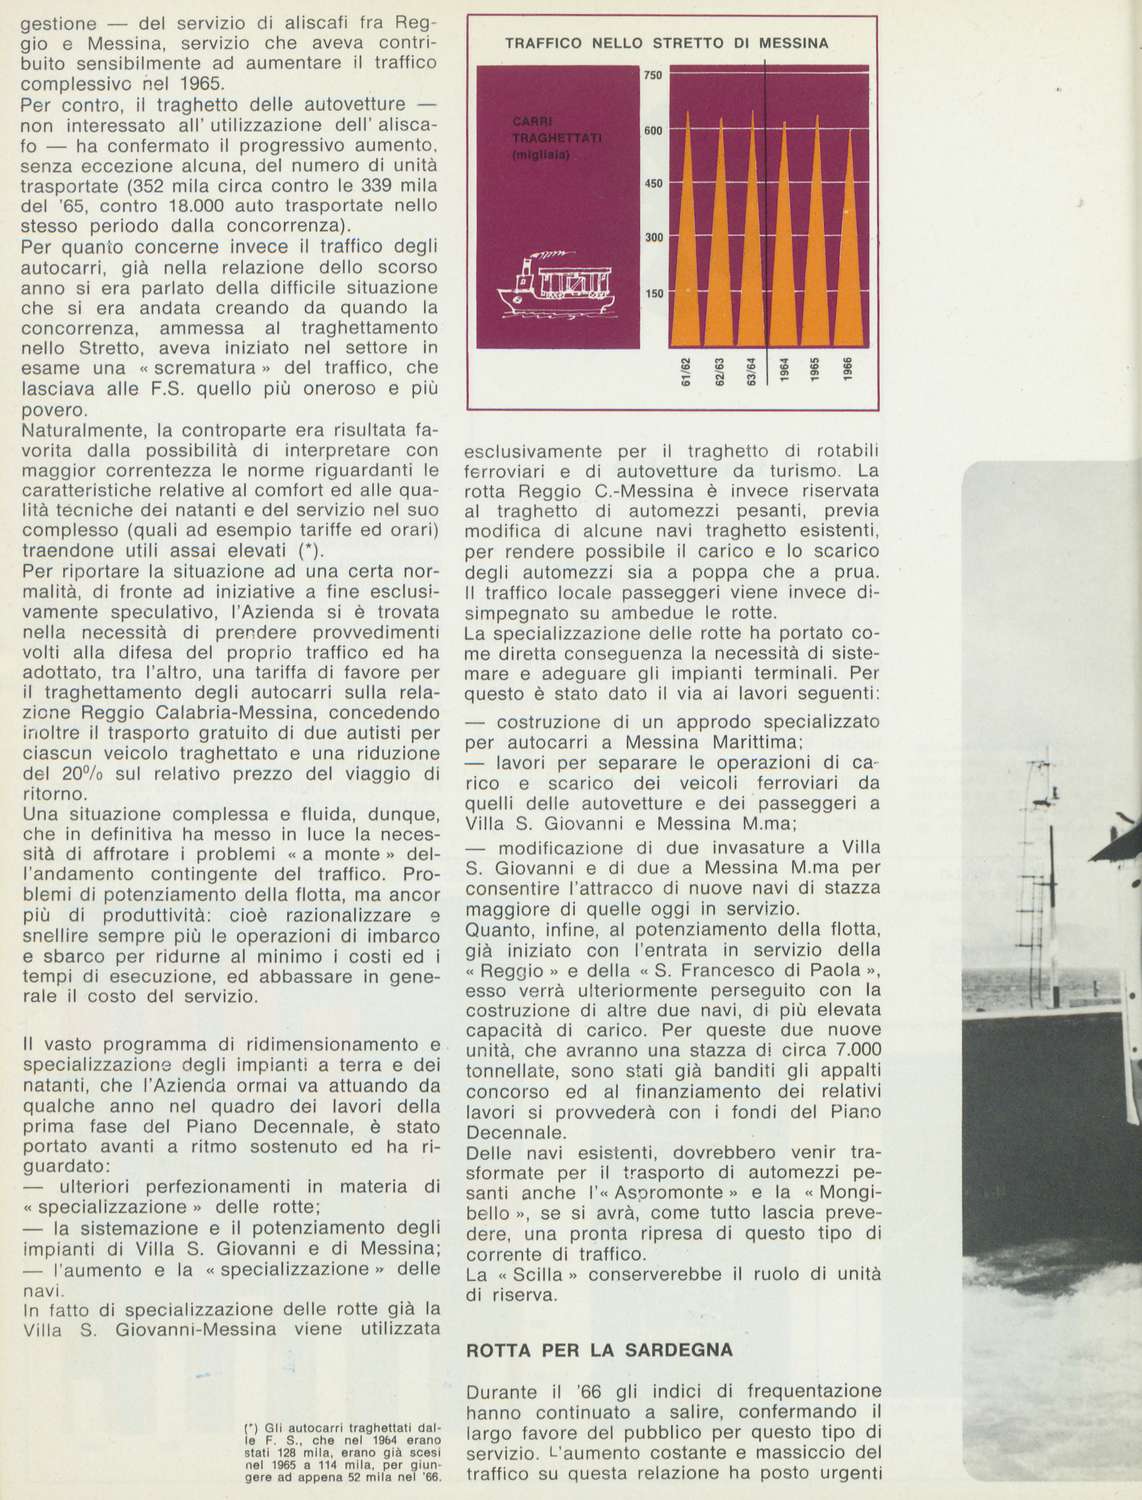 gestione — del servizio di aliscafi fra Reg-
gio e Messina, servizio che aveva contri-
buito sensibilmente ad aumentare il traffico
complessivo nel 1965.
Per contro, il traghetto delle autovetture —
non interessato all' utilizzazione dell' alisca-
fo — ha confermato il progressivo aumento,
senza eccezione alcuna, del numero di unità
trasportate (352 mila circa contro le 339 mila
del '65, contro 18.000 auto trasportate nello
stesso periodo dalla concorrenza).
Per quanto concerne invece il traffico degli
autocarri, già nella relazione dello scorso
anno si era parlato della difficile situazione
che si era andata creando da quando la
concorrenza, ammessa al traghettamento
nello Stretto, aveva iniziato nel settore in
esame una « scrematura » del traffico, che
lasciava alle F.S. quello più oneroso e più
povero.
Naturalmente, la controparte era risultata fa-
vorita dalla possibilità di interpretare con
maggior correntezza le norme riguardanti le
caratteristiche relative al comfort ed alle qua-
lità tecniche dei natanti e del servizio nel suo
complesso (quali ad esempio tariffe ed orari)
traendone utili assai elevati (*).
Per riportare la situazione ad una certa nor-
malità, di fronte ad iniziative a fine esclusi-
vamente speculativo, l'Azienda si è trovata
nella necessità di prendere provvedimenti
volti alla difesa del proprio traffico ed ha
adottato, tra l'altro, una tariffa di favore per
il traghettamento degli autocarri sulla rela-
zione Reggio Calabria-Messina, concedendo
inoltre il trasporto gratuito di due autisti per
ciascun veicolo traghettato e una riduzione
del 20% sul relativo prezzo del viaggio di
ritorno.
Una situazione complessa e fluida, dunque,
che in definitiva ha messo in luce la neces-
sità di affrotare i problemi « a monte » del-
l'andamento contingente del traffico. Pro-
blemi di potenziamento della flotta, ma ancor
più di produttività: cioè razionalizzare e
snellire sempre più le operazioni di imbarco
e sbarco per ridurne al minimo i costi ed i
tempi di esecuzione, ed abbassare in gene-
rale il costo del servizio.
Il vasto programma di ridimensionamento e
specializzazione degli impianti a terra e dei
natanti, che l'Azienda ormai va attuando da
qualche anno nel quadro dei lavori della
prima fase del Piano Decennale, è stato
portato avanti a ritmo sostenuto ed ha ri-
guardato:
— ulteriori perfezionamenti in materia di
« specializzazione » delle rotte;
— la sistemazione e il potenziamento degli
impianti di Villa S. Giovanni e di Messina;
— l'aumento e la « specializzazione » delle
navi.
In fatto di specializzazione delle rotte già la
Villa S. Giovanni-Messina viene utilizzata
(*) Gli autocarri traghettati dal-
le F. S., che nel 1964 erano
stati 128 mila, erano già scesi
nel 1965 a 114 mila, per giun-
gere ad appena 52 mila nel '66.
TRAFFICO NELLO STRETTO DI MESSINA
CARRI
TRAGHETTATI
(migliaia)
750
600
450
300
150
61/62
62/63
63/64
1964
1965
1966
esclusivamente per il traghetto di rotabili
ferroviari e di autovetture da turismo. La
rotta Reggio C.-Messina è invece riservata
al traghetto di automezzi pesanti, previa
modifica di alcune navi traghetto esistenti,
per rendere possibile il carico e lo scarico
degli automezzi sia a poppa che a prua.
Il traffico locale passeggeri viene invece di-
simpegnato su ambedue le rotte.
La specializzazione delle rotte ha portato co-
me diretta conseguenza la necessità di siste-
mare e adeguare gli impianti terminali. Per
questo è stato dato il via ai lavori seguenti:
— costruzione di un approdo specializzato
per autocarri a Messina Marittima;
— lavori per separare le operazioni di ca-
rico e scarico dei veicoli ferroviari da
quelli delle autovetture e dei passeggeri a
Villa S. Giovanni e Messina M.ma;
— modificazione di due invasature a Villa
S. Giovanni e di due a Messina M.ma per
consentire l'attracco di nuove navi di stazza
maggiore di quelle oggi in servizio.
Quanto, infine, al potenziamento della flotta,
già iniziato con l'entrata in servizio della
« Reggio » e della « S. Francesco di Paola »,
esso verrà ulteriormente perseguito con la
costruzione di altre due navi, di più elevata
capacità di carico. Per queste due nuove
unità, che avranno una stazza di circa 7.000
tonnellate, sono stati già banditi gli appalti
concorso ed al finanziamento dei relativi
lavori si provvederà con i fondi del Piano
Decennale.
Delle navi esistenti, dovrebbero venir tra-
sformate per il trasporto di automezzi pe-
santi anche l'« Aspromonte » e la « Mongi-
bello », se si avrà, come tutto lascia preve-
dere, una pronta ripresa di questo tipo di
corrente di traffico.
La « Scilla » conserverebbe il ruolo di unità
di riserva.
ROTTA PER LA SARDEGNA
Durante il '66 gli indici di frequentazione
hanno continuato a salire, confermando il
largo favore del pubblico per questo tipo di
servizio. L'aumento costante e massiccio del
traffico su questa relazione ha posto urgenti